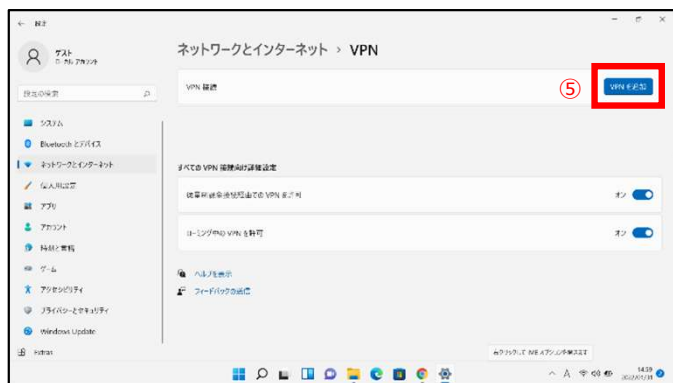 設定
ネットワークとインターネット › VPN
ゲスト
ローカル アカウント
設定の検索
VPN 接続
⑤
VPN を追加
システム
Bluetooth とデバイス
ネットワークとインターネット
個人用設定
アプリ
アカウント
時刻と言語
ゲーム
アクセシビリティ
プライバシーとセキュリティ
Windows Update
Extras
すべての VPN 接続向け詳細設定
従量制課金接続経由での VPN を許可
オン
ローミング中の VPN を許可
オン
ヘルプを表示
フィードバックの送信
A
14:39
2022/01/31